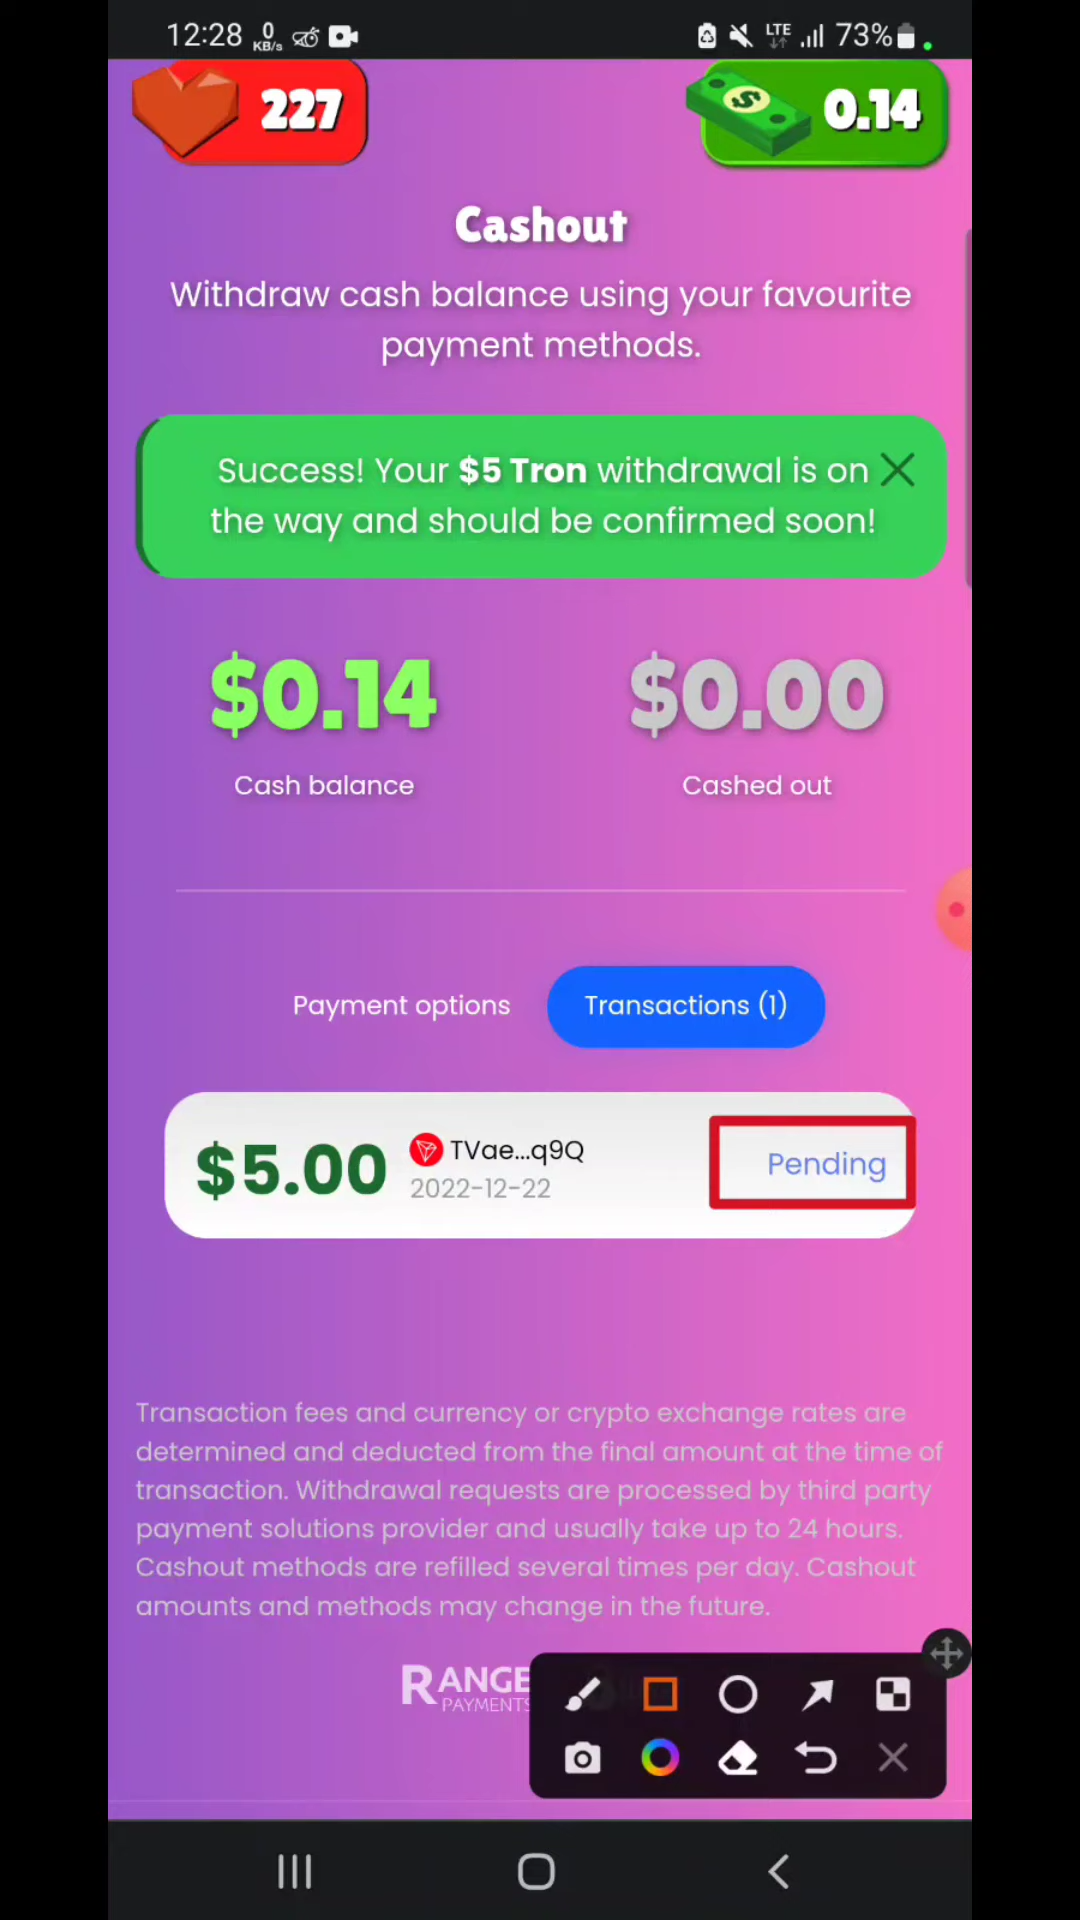 12:28 0 KB/s LTE 73%
227 0.14
Cashout
Withdraw cash balance using your favourite
payment methods.
Success! Your $5 Tron withdrawal is on
the way and should be confirmed soon!
$0.14 $0.00
Cash balance Cashed out
Payment options Transactions (1)
$5.00 TVae...q9Q Pending
2022-12-22
Transaction fees and currency or crypto exchange rates are
determined and deducted from the final amount at the time of
transaction. Withdrawal requests are processed by third party
payment solutions provider and usually take up to 24 hours.
Cashout methods are refilled several times per day. Cashout
amounts and methods may change in the future.
RANGE
PAYMENTS